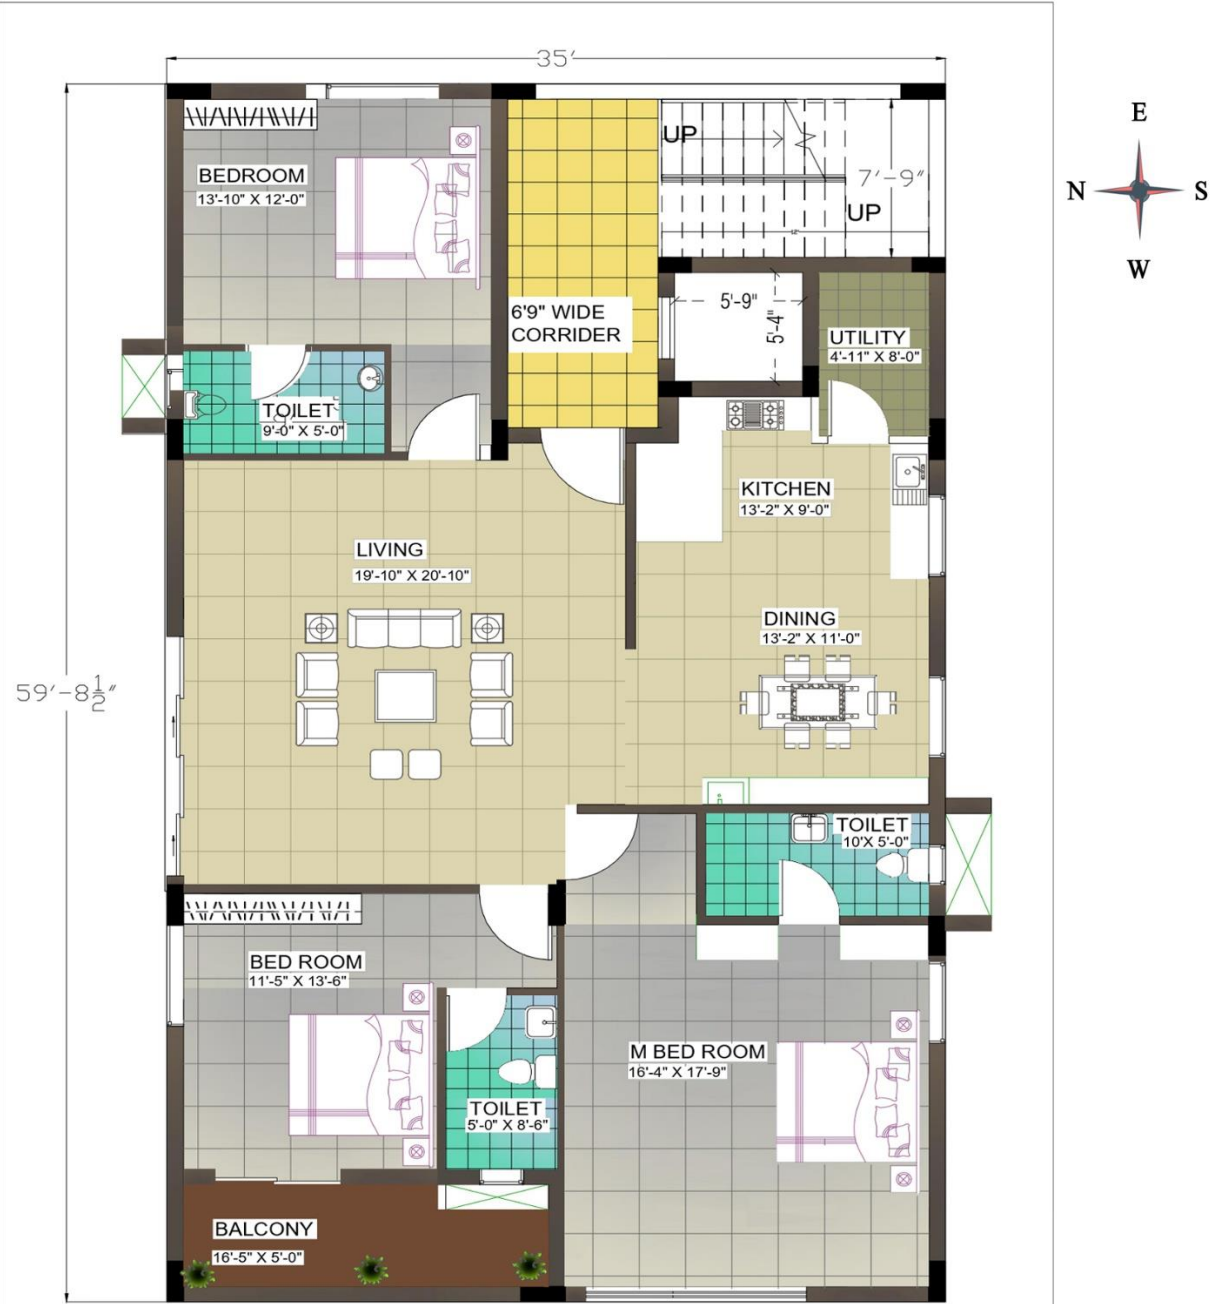 35'
E
N
S
W
UP
BEDROOM
13'-10" X 12'-0"
7'-9"
UP
6'9" WIDE
CORRIDER
5'-9"
5'-4"
UTILITY
4'-11" X 8'-0"
TOILET
9'-0" X 5'-0"
KITCHEN
13'-2" X 9'-0"
LIVING
19'-10" X 20'-10"
DINING
13'-2" X 11'-0"
59'-8½"
TOILET
10'X 5'-0"
BED ROOM
11'-5" X 13'-6"
M BED ROOM
16'-4" X 17'-9"
TOILET
5'-0" X 8'-6"
BALCONY
16'-5" X 5'-0"